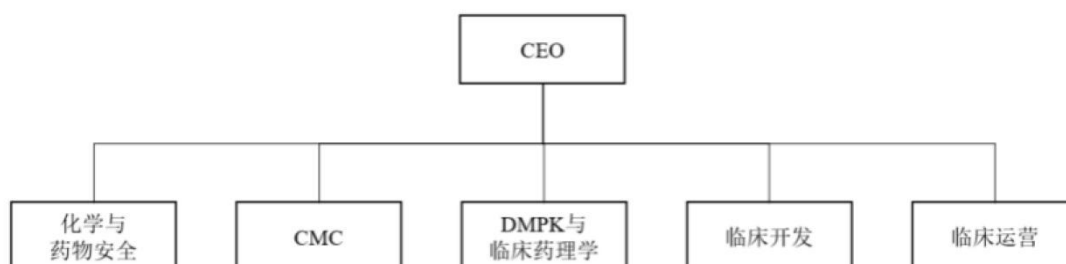 CEO
化学与
药物安全
CMC
DMPK与
临床药理学
临床开发
临床运营